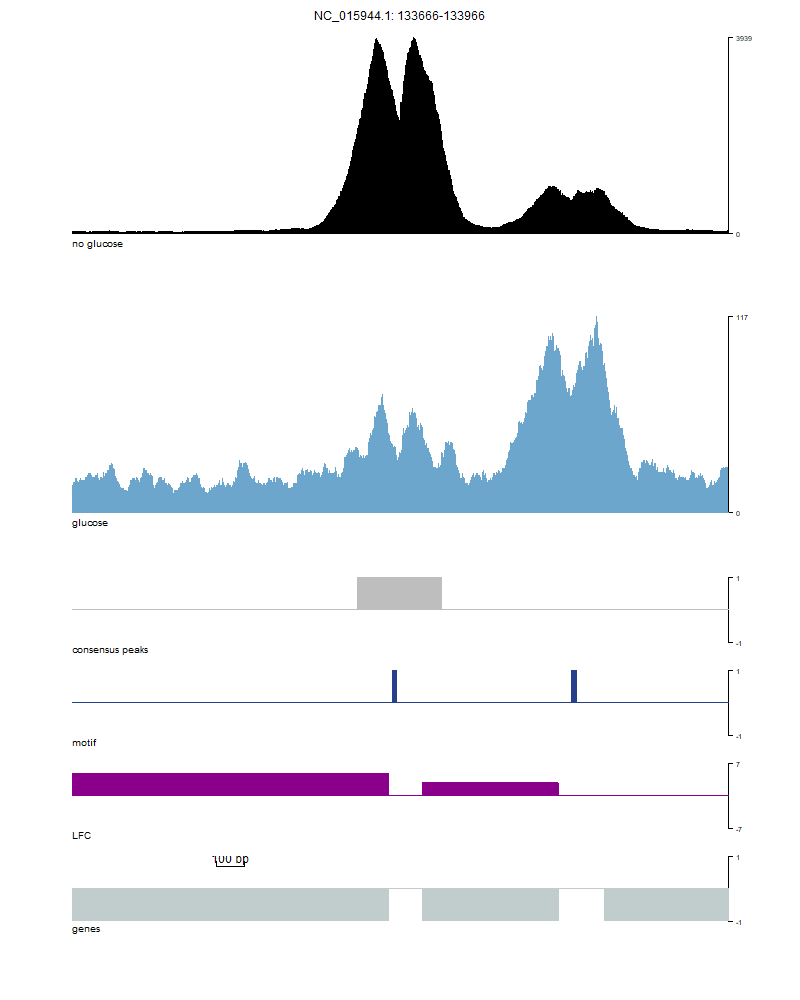 NC_015944.1: 133666-133966
3939
0
no glucose
117
0
glucose
1
-1
consensus peaks
1
-1
motif
7
-7
LFC
100 bp
1
-1
genes